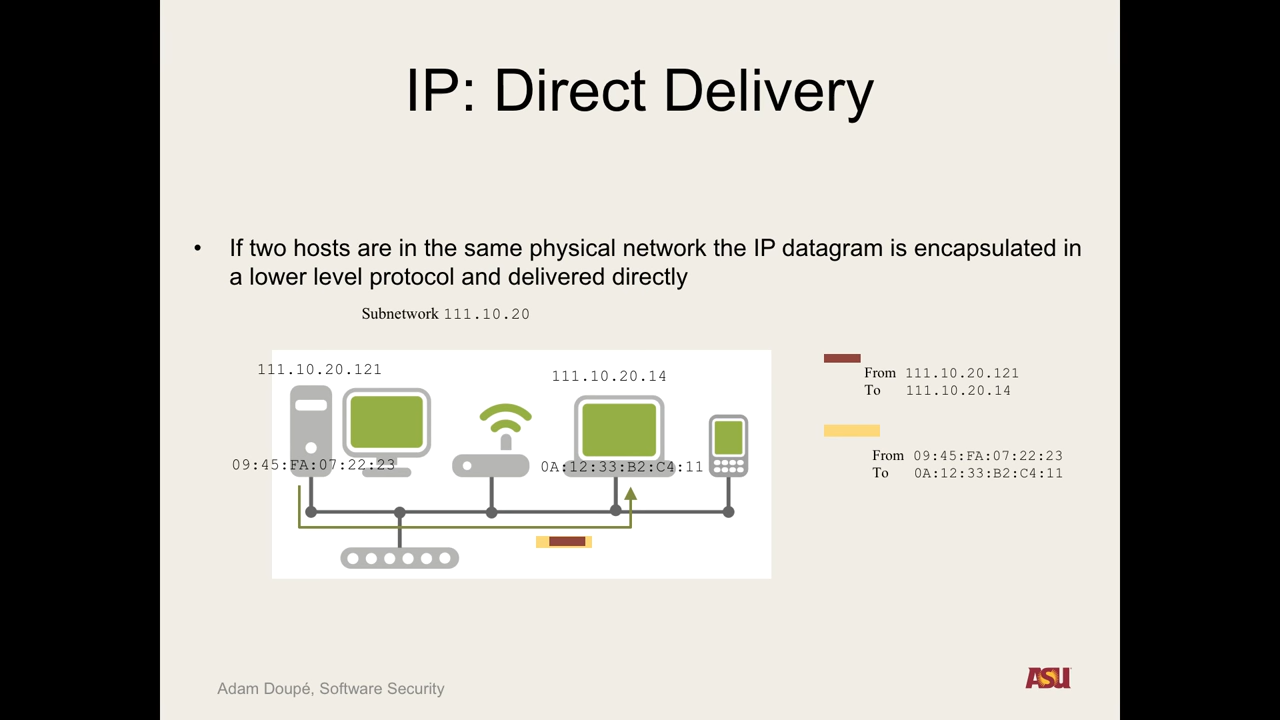 IP: Direct Delivery
• If two hosts are in the same physical network the IP datagram is encapsulated in
a lower level protocol and delivered directly
Subnetwork 111.10.20
111.10.20.121
111.10.20.14
09:45:FA:07:22:23
0A:12:33:B2:C4:11
From 111.10.20.121
To 111.10.20.14
From 09:45:FA:07:22:23
To 0A:12:33:B2:C4:11
Adam Doupé, Software Security
ASU